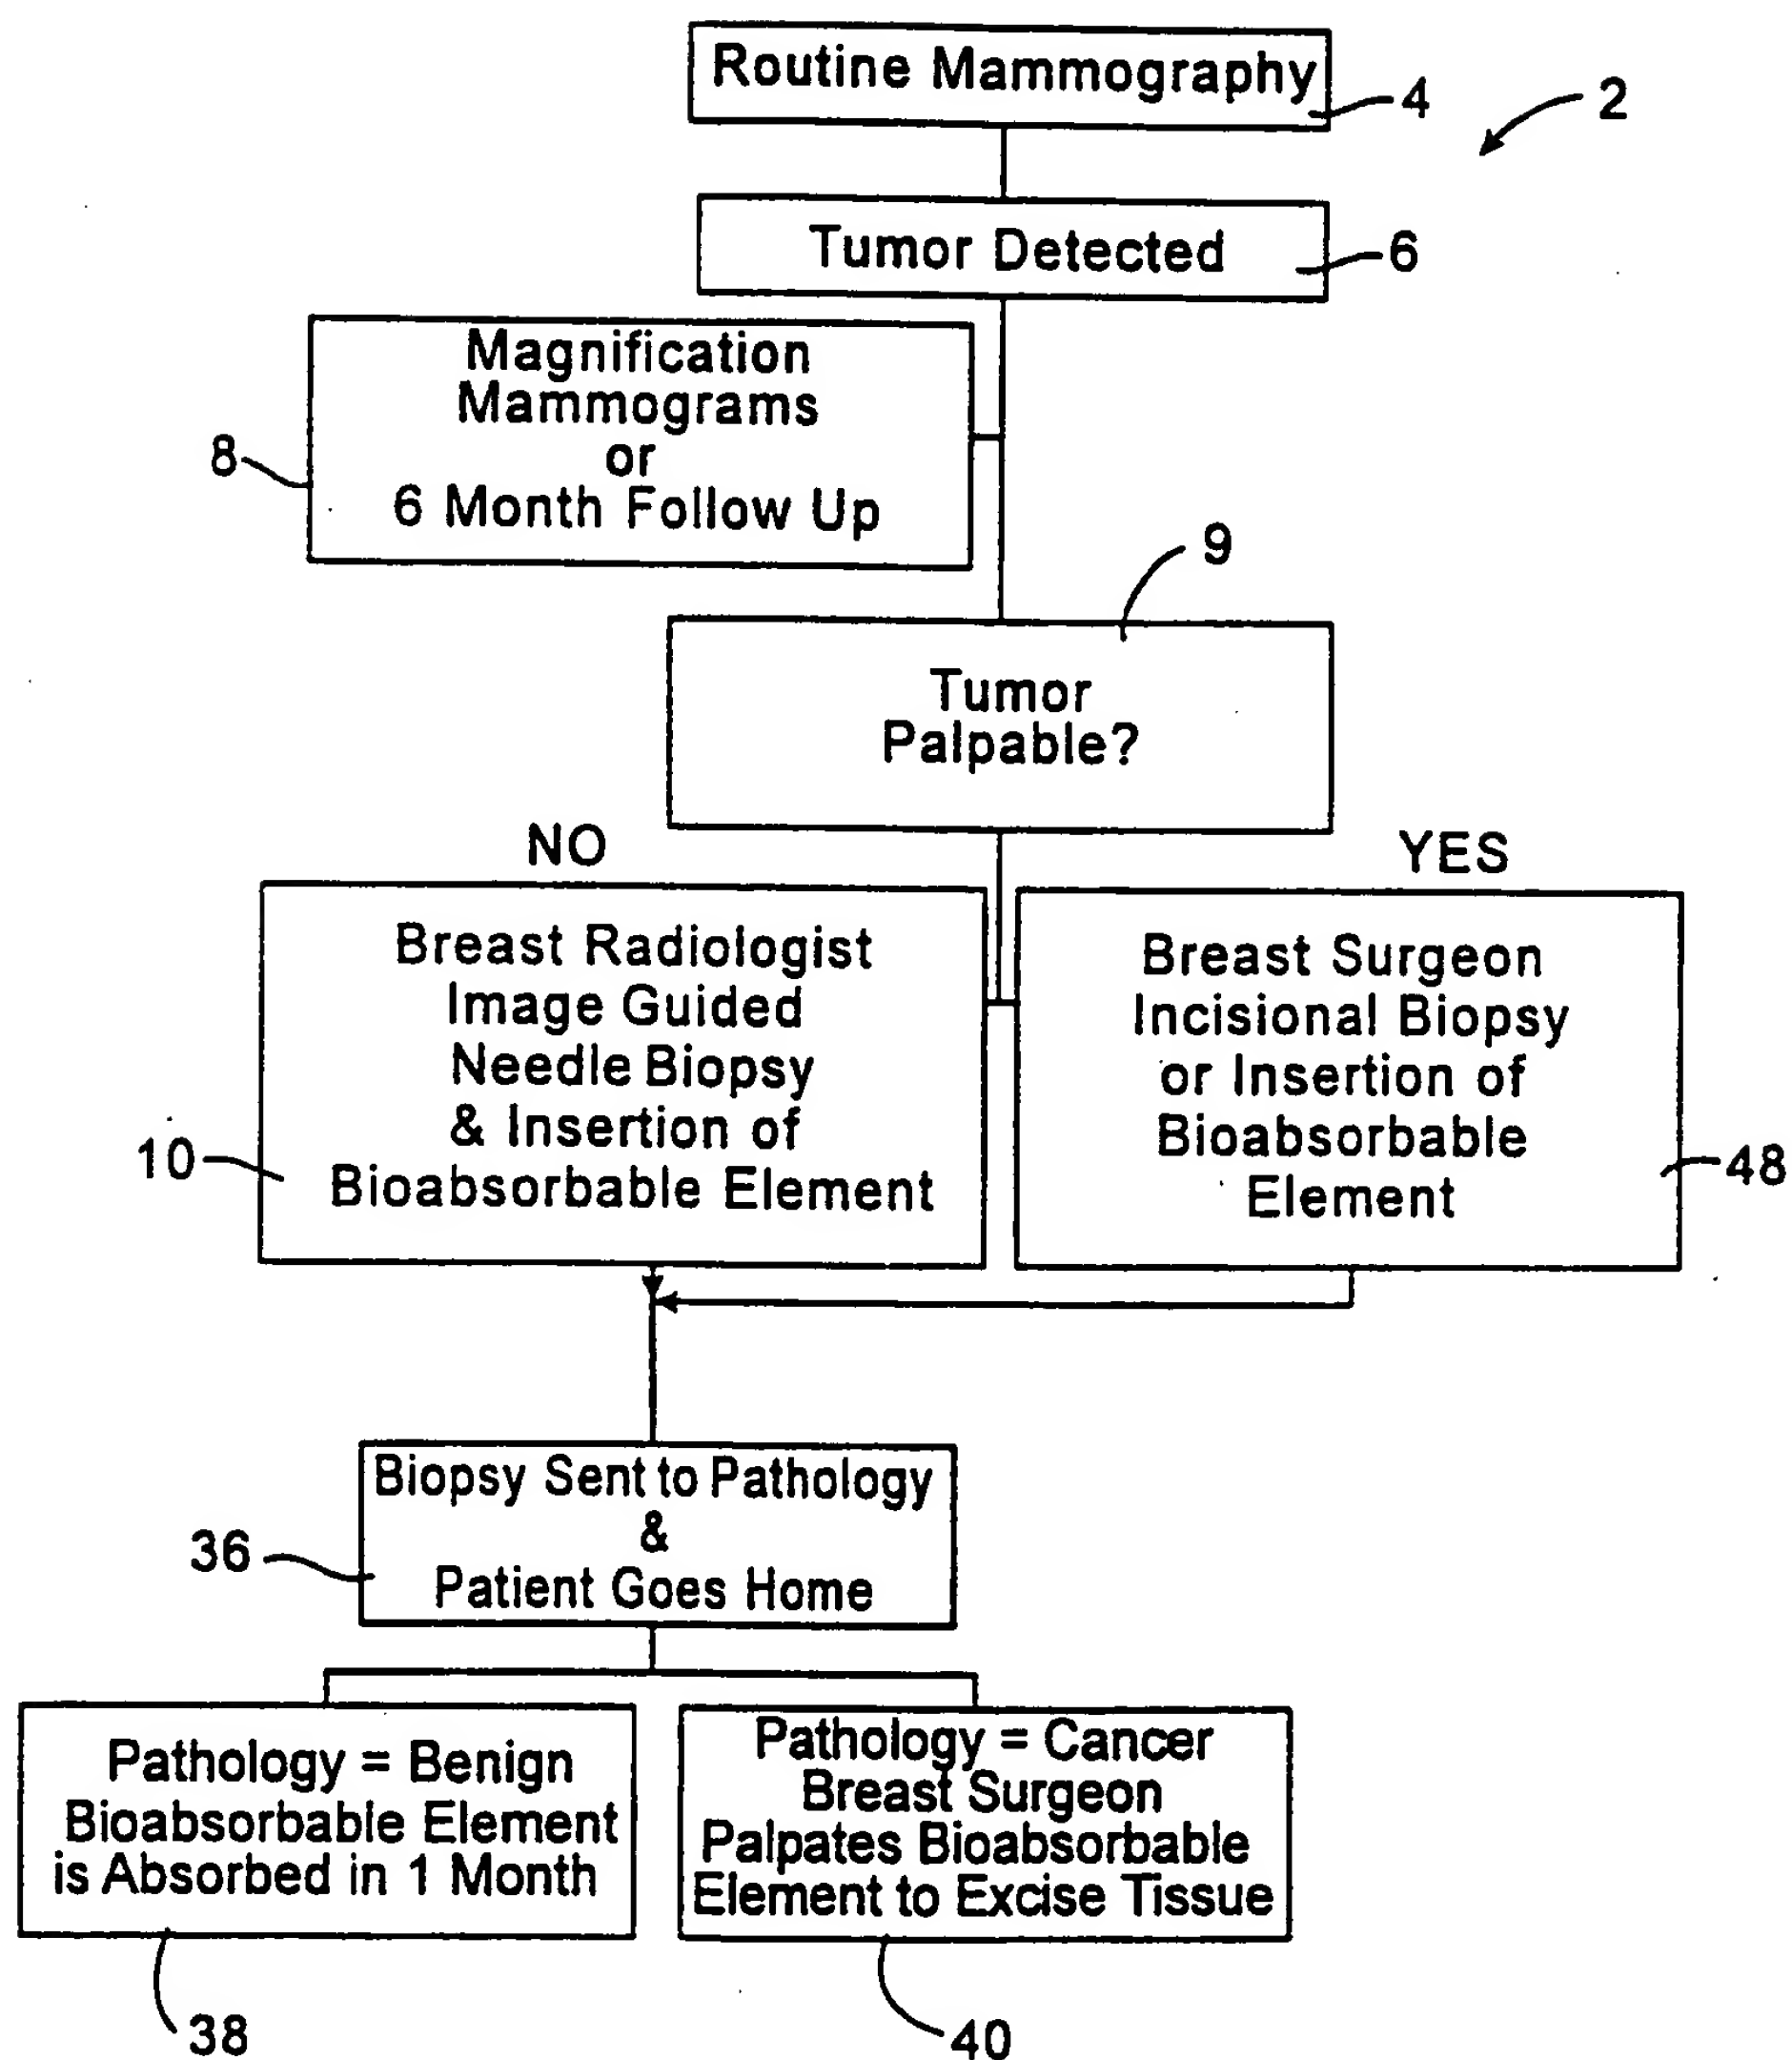 Routine Mammography
4
2
Tumor Detected
6
Magnification
Mammograms
or
6 Month Follow Up
8
9
Tumor
Palpable?
NO
YES
Breast Radiologist
Image Guided
Needle Biopsy
& Insertion of
Bioabsorbable Element
10
Breast Surgeon
Incisional Biopsy
or Insertion of
Bioabsorbable
Element
48
Biopsy Sent to Pathology
&
Patient Goes Home
36
Pathology = Benign
Bioabsorbable Element
is Absorbed in 1 Month
38
Pathology = Cancer
Breast Surgeon
Palpates Bioabsorbable
Element to Excise Tissue
40